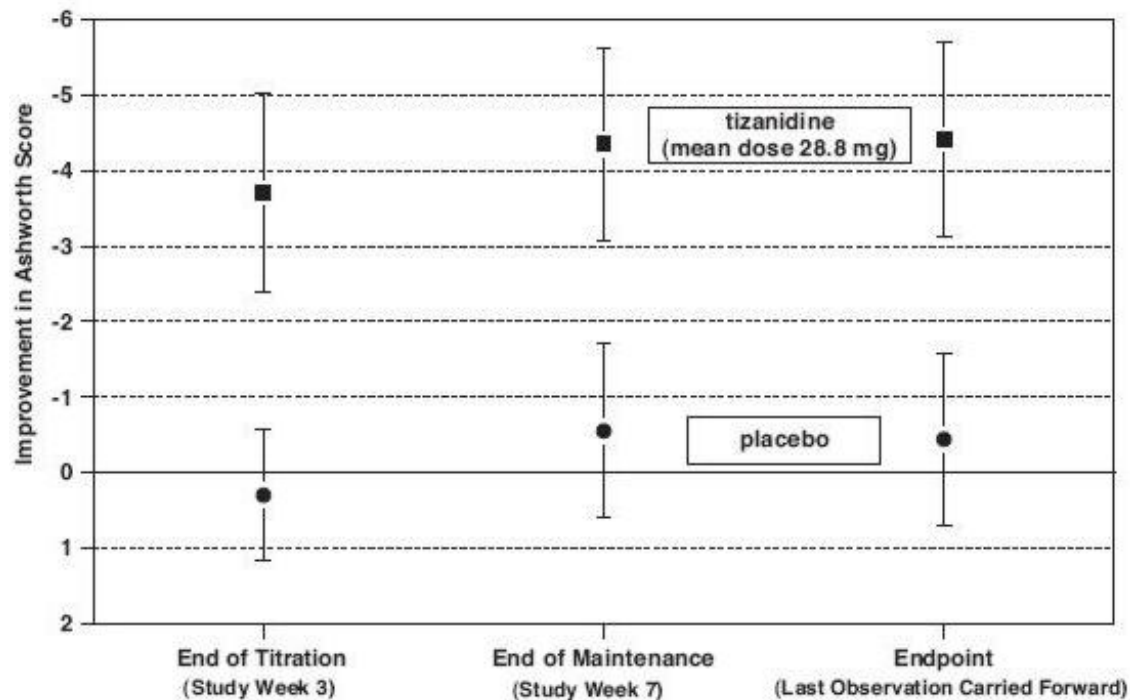 Improvement in Ashworth Score
-6
-5
-4
-3
-2
-1
0
1
2
tizanidine
(mean dose 28.8 mg)
placebo
End of Titration
(Study Week 3)
End of Maintenance
(Study Week 7)
Endpoint
(Last Observation Carried Forward)